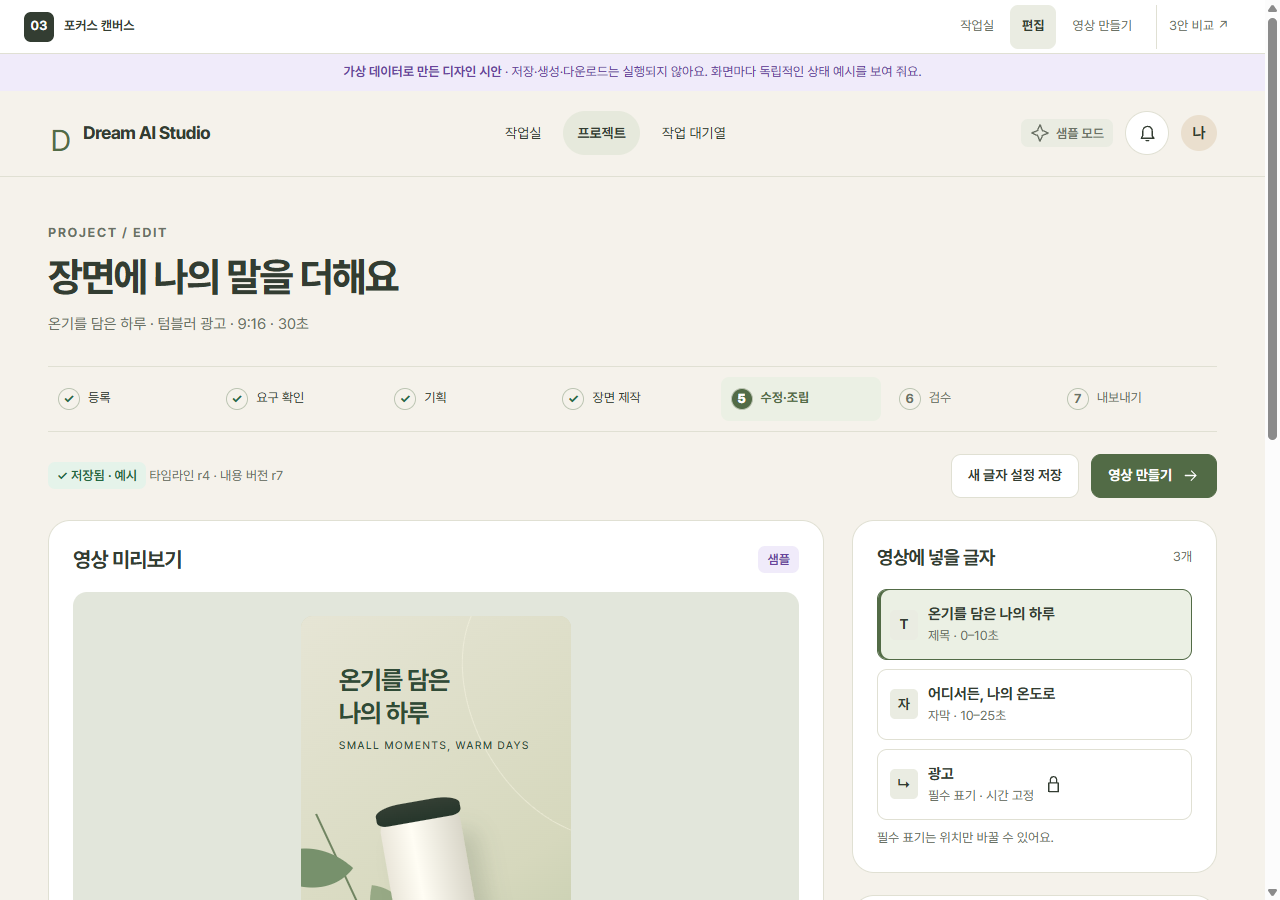 03 포커스 캔버스 작업실 편집 영상 만들기 3안 비교 ↗
가상 데이터로 만든 디자인 시안 · 저장·생성·다운로드는 실행되지 않아요. 화면마다 독립적인 상태 예시를 보여 줘요.
D Dream AI Studio 작업실 프로젝트 작업 대기열 샘플 모드 나
PROJECT / EDIT
장면에 나의 말을 더해요
온기를 담은 하루 · 텀블러 광고 · 9:16 · 30초
✓ 등록 ✓ 요구 확인 ✓ 기획 ✓ 장면 제작 5 수정·조립 6 검수 7 내보내기
✓ 저장됨 · 예시 타임라인 r4 · 내용 버전 r7 새 글자 설정 저장 영상 만들기 →
영상 미리보기 샘플
온기를 담은
나의 하루
SMALL MOMENTS, WARM DAYS
영상에 넣을 글자 3개
T 온기를 담은 나의 하루
제목 · 0–10초
자 어디서든, 나의 온도로
자막 · 10–25초
↪ 광고
필수 표기 · 시간 고정
필수 표기는 위치만 바꿀 수 있어요.